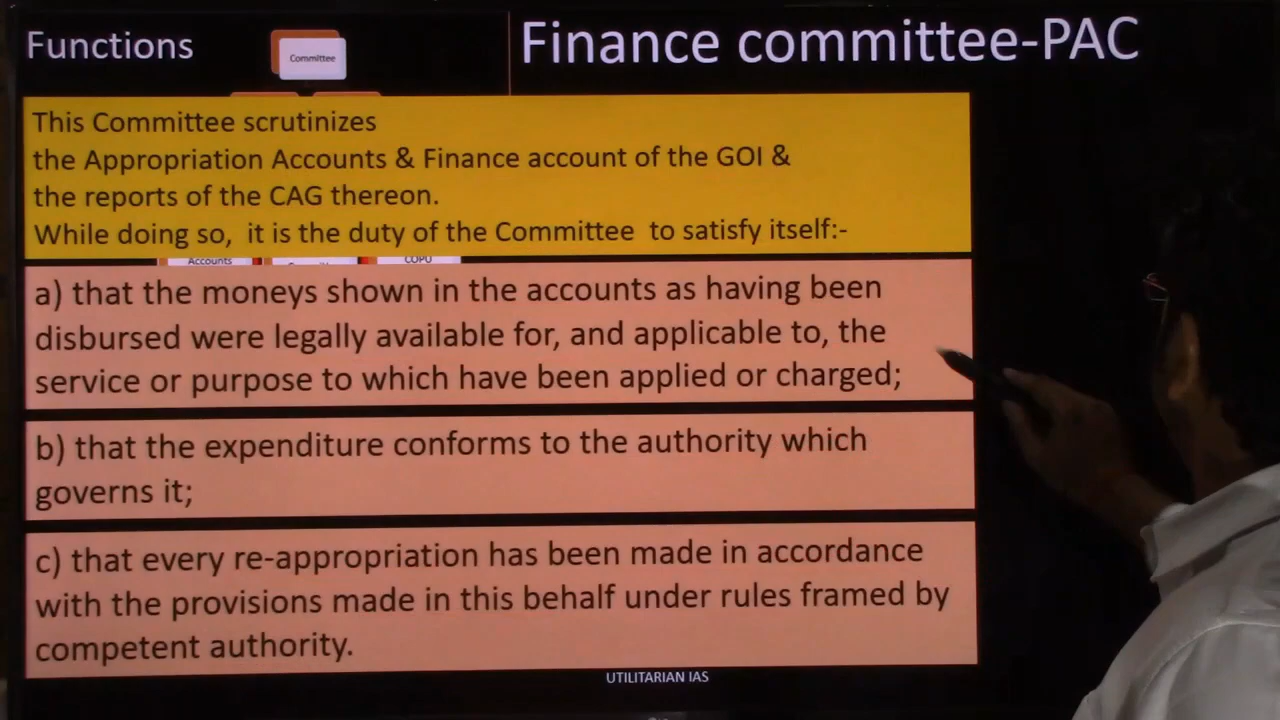 Functions
Committee
Finance committee-PAC
This Committee scrutinizes
the Appropriation Accounts & Finance account of the GOI &
the reports of the CAG thereon.
While doing so, it is the duty of the Committee to satisfy itself:-
Accounts
COPU
a) that the moneys shown in the accounts as having been
disbursed were legally available for, and applicable to, the
service or purpose to which have been applied or charged;
b) that the expenditure conforms to the authority which
governs it;
c) that every re-appropriation has been made in accordance
with the provisions made in this behalf under rules framed by
competent authority.
UTILITARIAN IAS